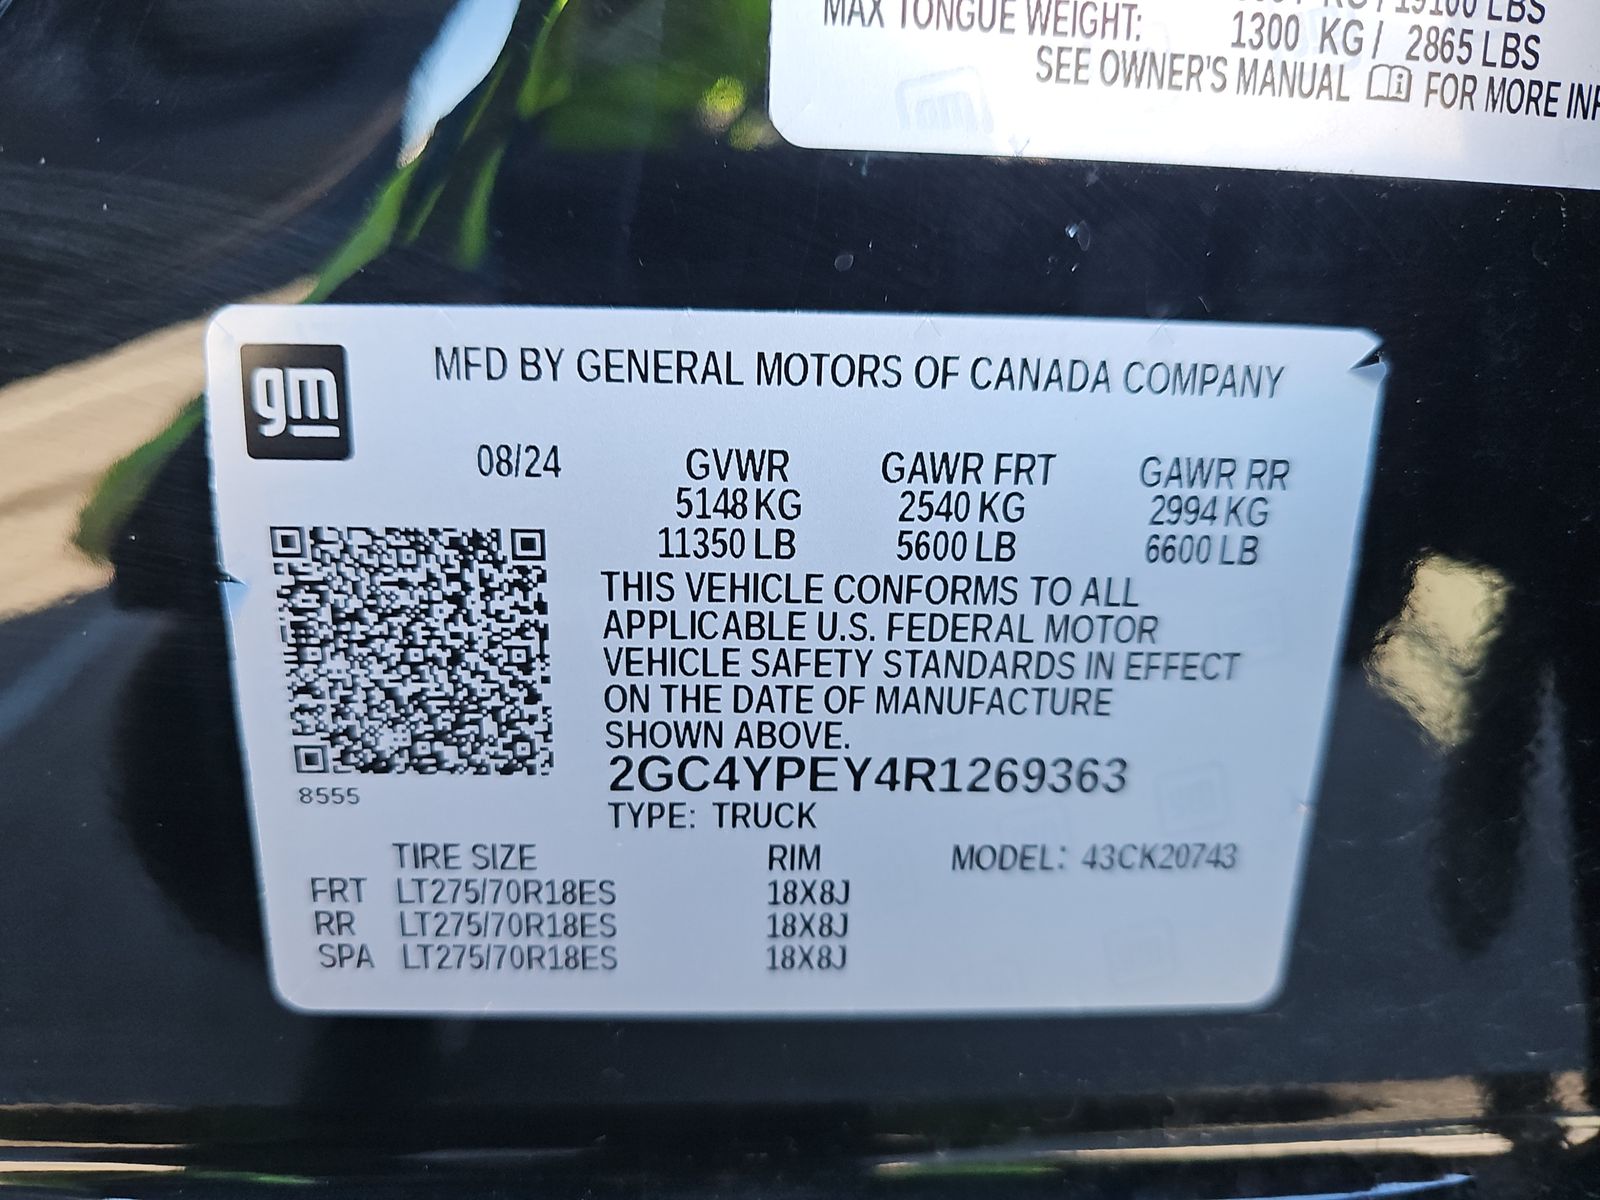 KG / 19100 LBS
MAX TONGUE WEIGHT: 1300 KG / 2865 LBS
SEE OWNER'S MANUAL FOR MORE
gm
MFD BY GENERAL MOTORS OF CANADA COMPANY
08/24 GVWR GAWR FRT GAWR RR
5148 KG 2540 KG 2994 KG
11350 LB 5600 LB 6600 LB
THIS VEHICLE CONFORMS TO ALL
APPLICABLE U.S. FEDERAL MOTOR
VEHICLE SAFETY STANDARDS IN EFFECT
ON THE DATE OF MANUFACTURE
SHOWN ABOVE.
2GC4YPEY4R1269363
8555
TYPE: TRUCK
TIRE SIZE RIM MODEL: 43CK20743
FRT LT275/70R18ES 18X8J
RR LT275/70R18ES 18X8J
SPA LT275/70R18ES 18X8J